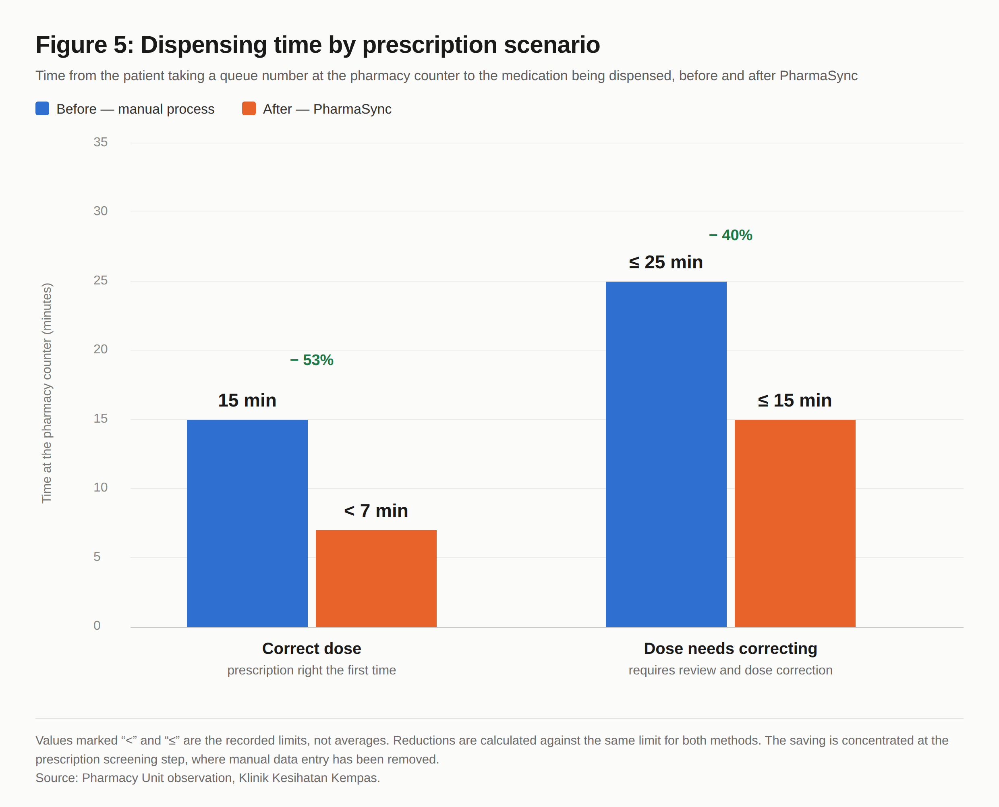 Figure 5: Dispensing time by prescription scenario
Time from the patient taking a queue number at the pharmacy counter to the medication being dispensed, before and after PharmaSync
Before — manual process
After — PharmaSync
Time at the pharmacy counter (minutes)
35
30
25
20
15
10
5
0
− 53%
15 min
< 7 min
− 40%
≤ 25 min
≤ 15 min
Correct dose
prescription right the first time
Dose needs correcting
requires review and dose correction
Values marked “<” and “≤” are the recorded limits, not averages. Reductions are calculated against the same limit for both methods. The saving is concentrated at the
prescription screening step, where manual data entry has been removed.
Source: Pharmacy Unit observation, Klinik Kesihatan Kempas.